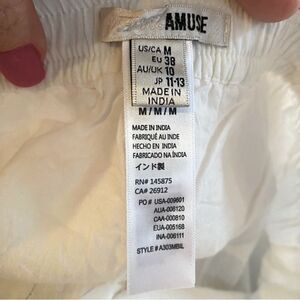 AMUSE
US/CA M
EU 38
AU/UK 10
JP 11-13
MADE IN
INDIA
M / M / M
MADE IN INDIA
FABRIQUÉ AU INDE
HECHO EN INDIA
FABRICADO NA ÍNDIA
インド製
RN# 145875
CA# 26912
PO # USA-009601
AUA-006120
CAA-000810
EUA-005168
INA-006111
STYLE # A303MBIL